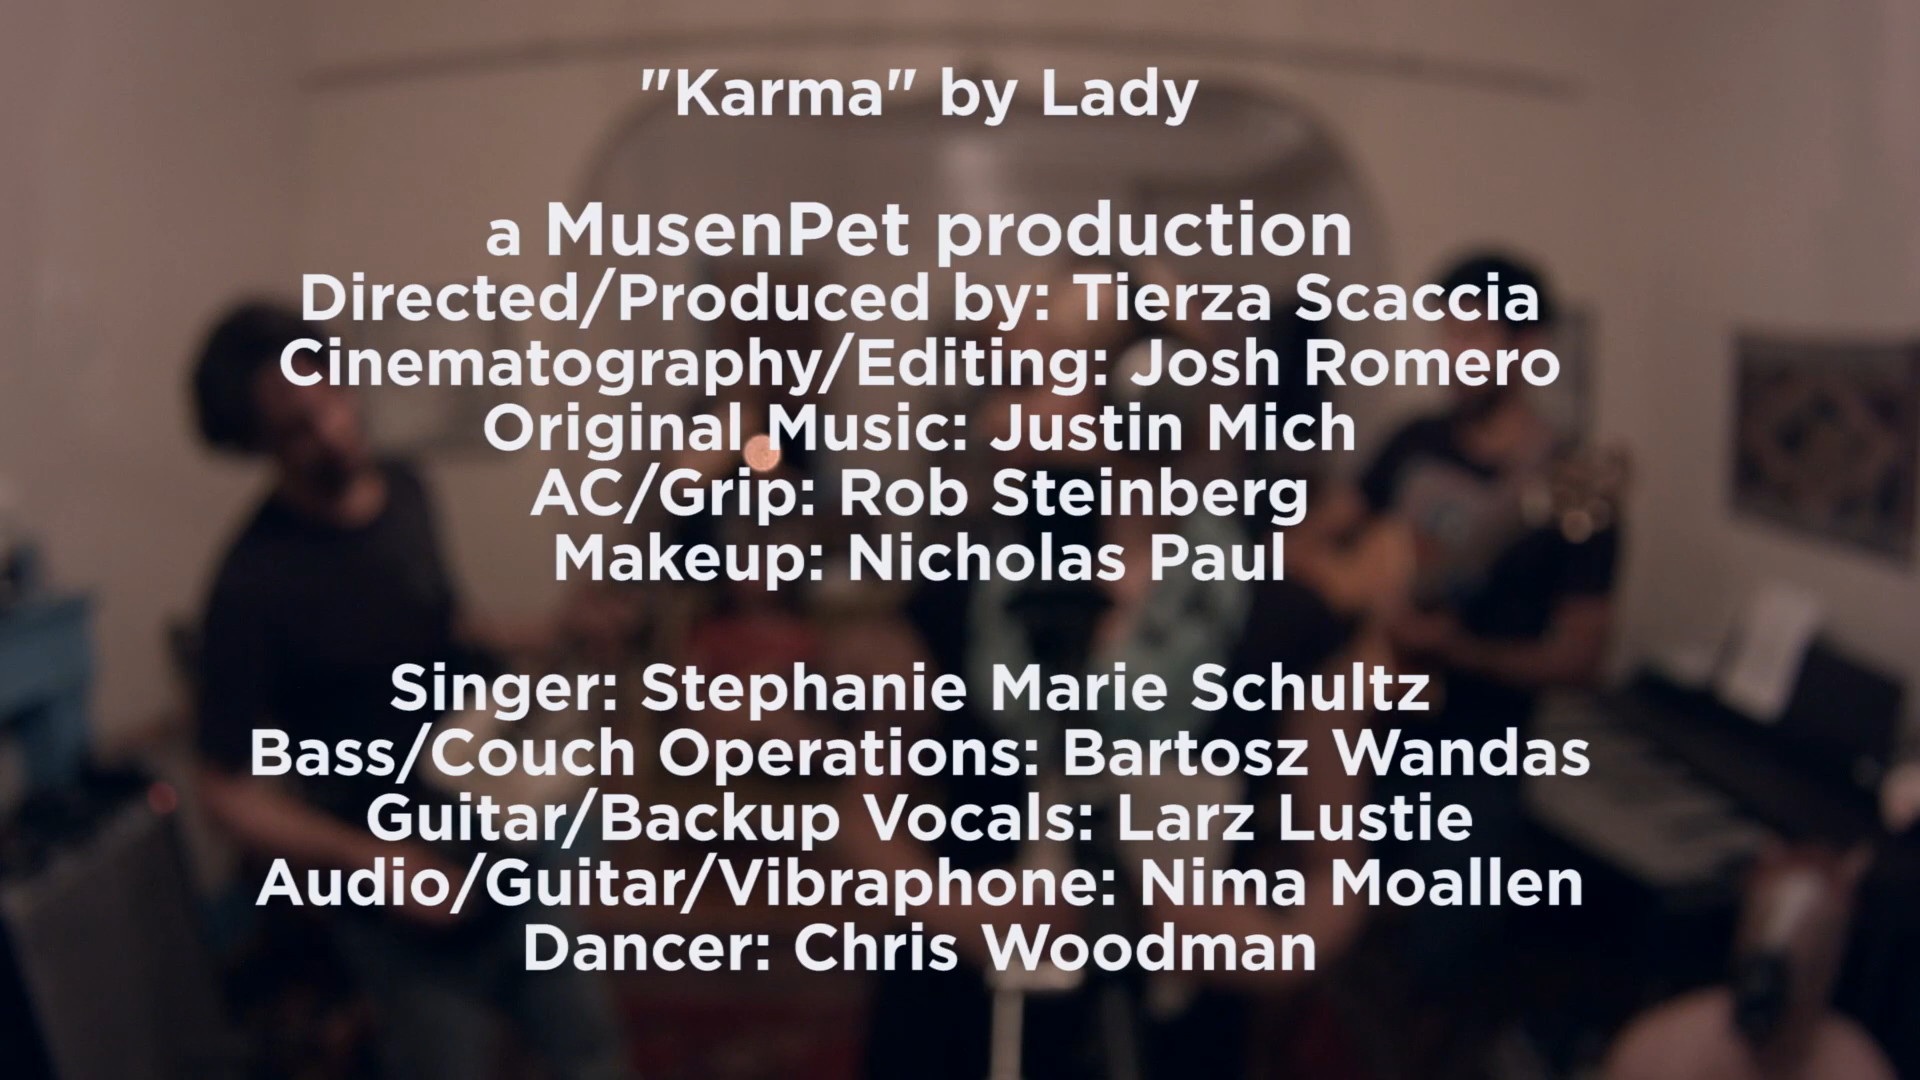 "Karma" by Lady
a MusenPet production
Directed/Produced by: Tierza Scaccia
Cinematography/Editing: Josh Romero
Original Music: Justin Mich
AC/Grip: Rob Steinberg
Makeup: Nicholas Paul
Singer: Stephanie Marie Schultz
Bass/Couch Operations: Bartosz Wandas
Guitar/Backup Vocals: Larz Lustie
Audio/Guitar/Vibraphone: Nima Moallen
Dancer: Chris Woodman